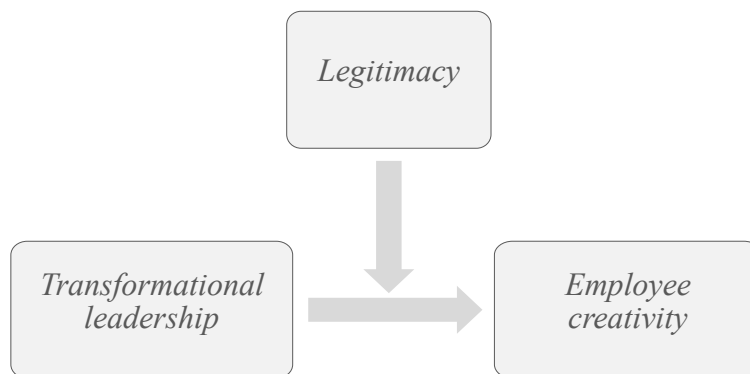 Legitimacy
Transformational
leadership
Employee
creativity